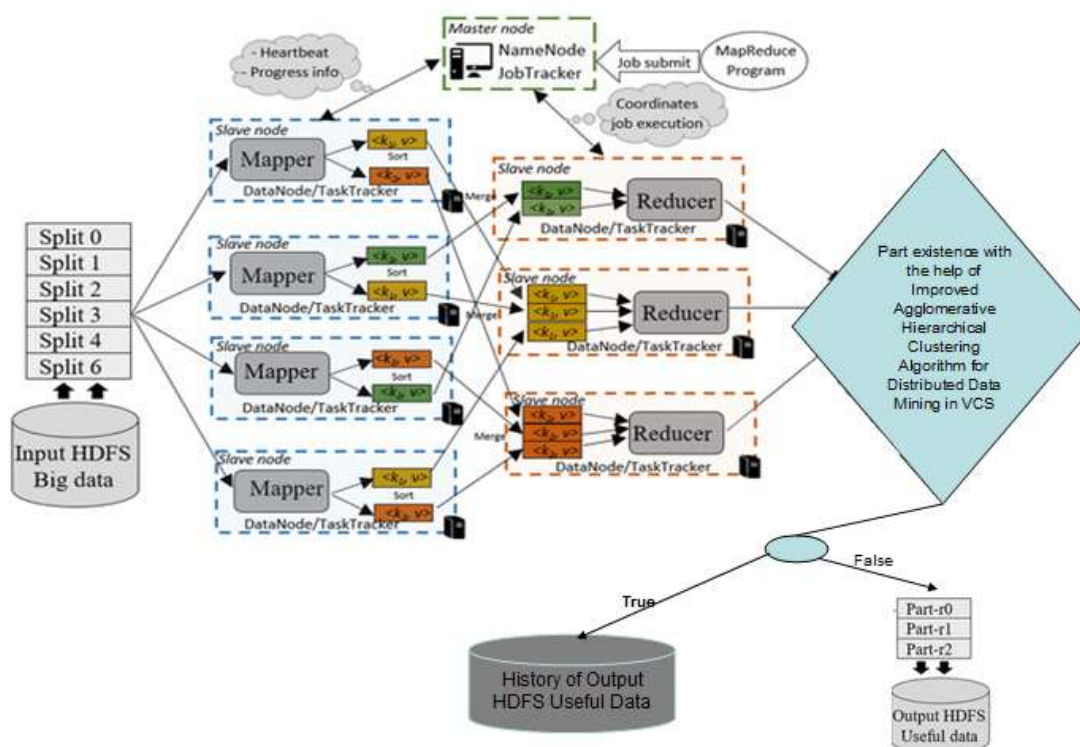 Master node
NameNode
JobTracker
Job submit
MapReduce
Program
- Heartbeat
- Progress info
Coordinates
job execution
Slave node
Mapper
Sort
DataNode/TaskTracker
Slave node
Mapper
Sort
DataNode/TaskTracker
Slave node
Mapper
Sort
DataNode/TaskTracker
Slave node
Mapper
Sort
DataNode/TaskTracker
Split 0
Split 1
Split 2
Split 3
Split 4
Split 6
Input HDFS
Big data
Merge
Slave node
Reducer
DataNode/TaskTracker
Merge
Slave node
Reducer
DataNode/TaskTracker
Merge
Slave node
Reducer
DataNode/TaskTracker
Part existence with
the help of
Improved
Agglomerative
Hierarchical
Clustering
Algorithm for
Distributed Data
Mining in VCS
True
False
History of Output
HDFS Useful Data
Part-r0
Part-r1
Part-r2
Output HDFS
Useful data